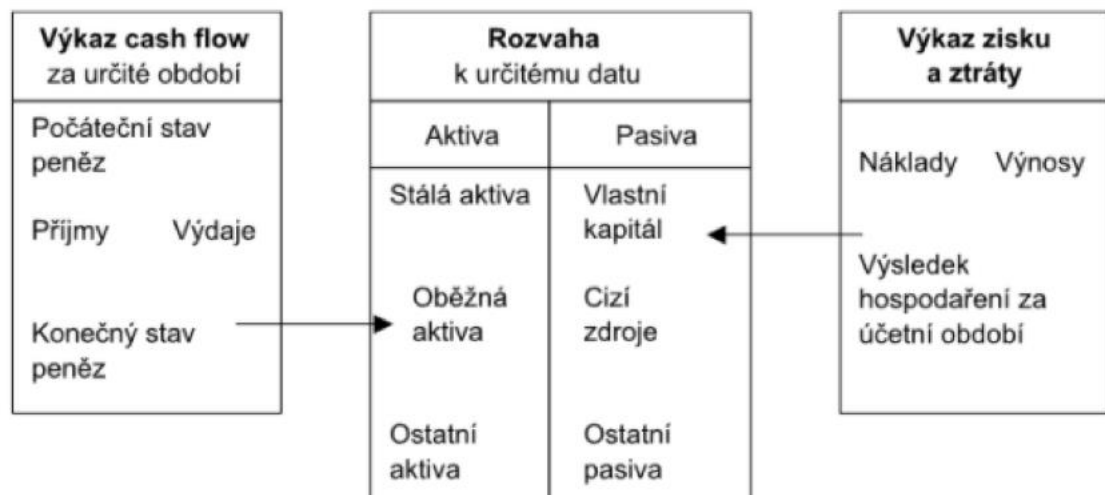 Výkaz cash flow
za určité období
Počáteční stav
peněz
Příjmy Výdaje
Konečný stav
peněz
Rozvaha
k určitému datu
Aktiva Pasiva
Stálá aktiva
Oběžná
aktiva
Ostatní
aktiva
Vlastní
kapitál
Cizí
zdroje
Ostatní
pasiva
Výkaz zisku
a ztráty
Náklady Výnosy
Výsledek
hospodaření za
účetní období